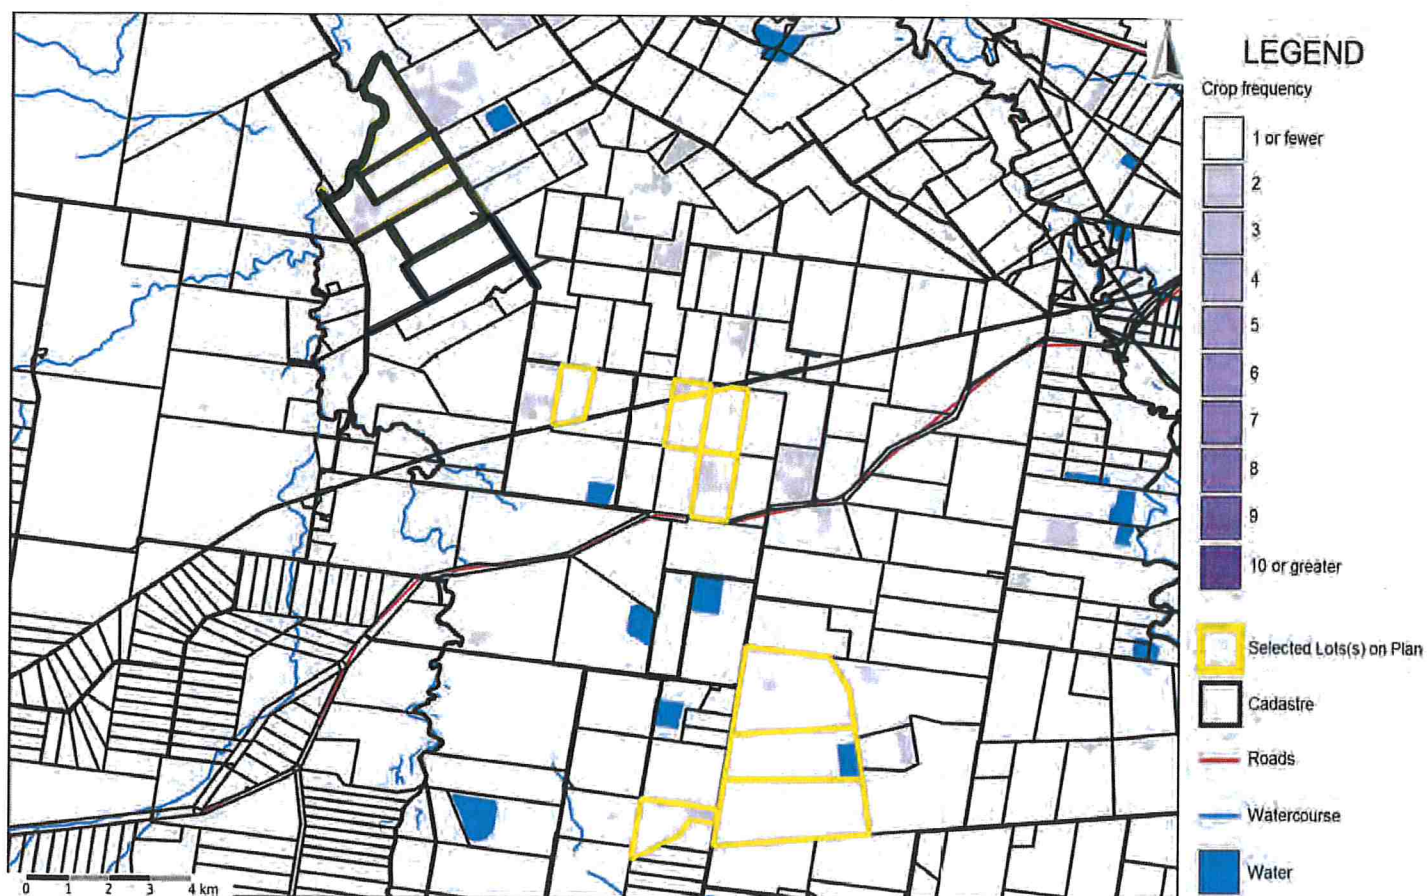 LEGEND
Crop frequency
1 or fewer
2
3
4
5
6
7
8
9
10 or greater
Selected Lots(s) on Plan
Cadastre
Roads
Watercourse
Water
0 1 2 3 4 km